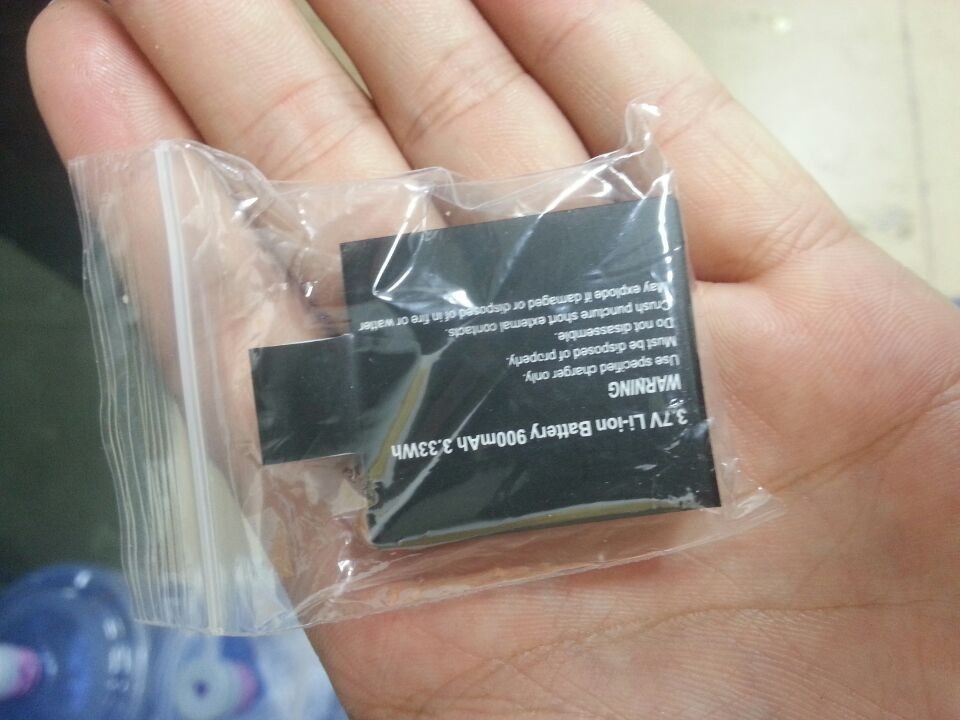 3.7V Li-ion Battery 900mAh 3.33Wh
WARNING
Use specified charger only.
Must be disposed of properly.
Do not disassemble.
Crush puncture short external contacts.
May explode if damaged or disposed of in fire or watter